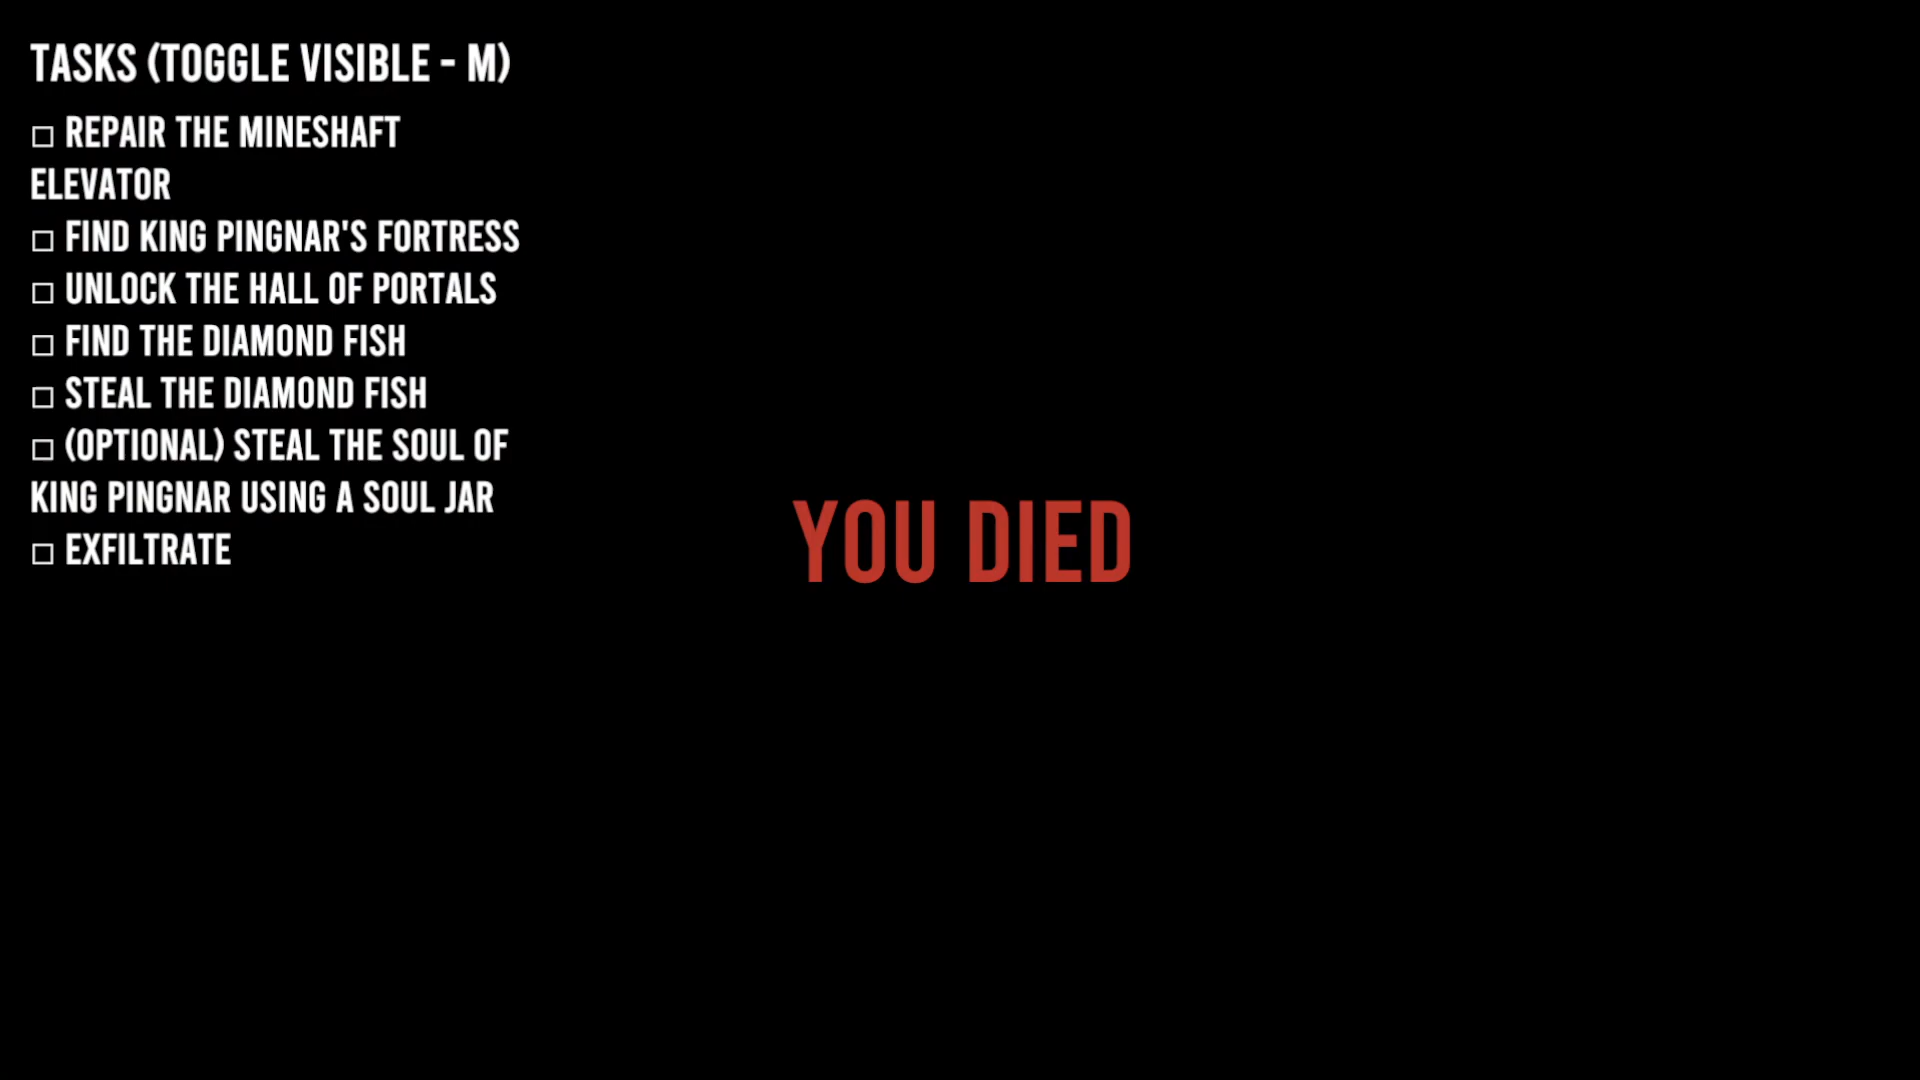 TASKS (TOGGLE VISIBLE - M)
□ REPAIR THE MINESHAFT
ELEVATOR
□ FIND KING PINGNAR'S FORTRESS
□ UNLOCK THE HALL OF PORTALS
□ FIND THE DIAMOND FISH
□ STEAL THE DIAMOND FISH
□ (OPTIONAL) STEAL THE SOUL OF
KING PINGNAR USING A SOUL JAR
□ EXFILTRATE
YOU DIED